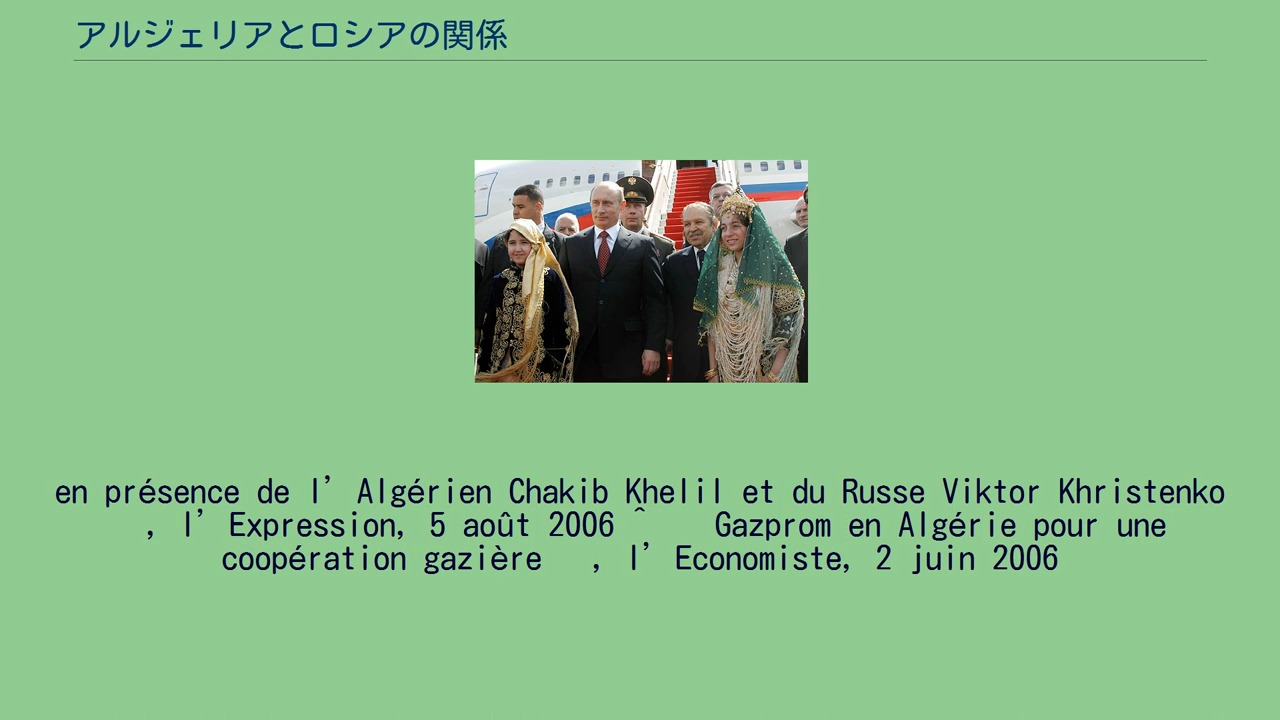 アルジェリアとロシアの関係
en présence de l’Algérien Chakib Khelil et du Russe Viktor Khristenko
, l’Expression, 5 août 2006 ^ Gazprom en Algérie pour une
coopération gazière , l’Economiste, 2 juin 2006